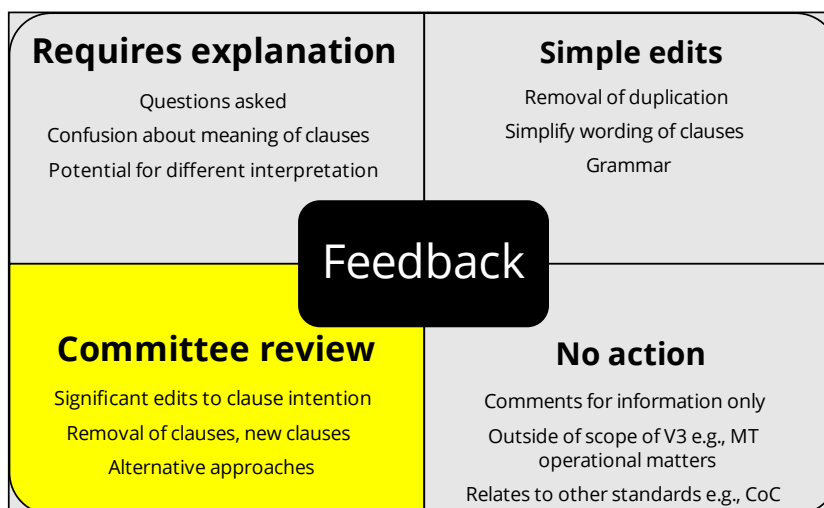 Requires explanation
Questions asked
Confusion about meaning of clauses
Potential for different interpretation
Simple edits
Removal of duplication
Simplify wording of clauses
Grammar
Feedback
Committee review
Significant edits to clause intention
Removal of clauses, new clauses
Alternative approaches
No action
Comments for information only
Outside of scope of V3 e.g., MT
operational matters
Relates to other standards e.g., CoC